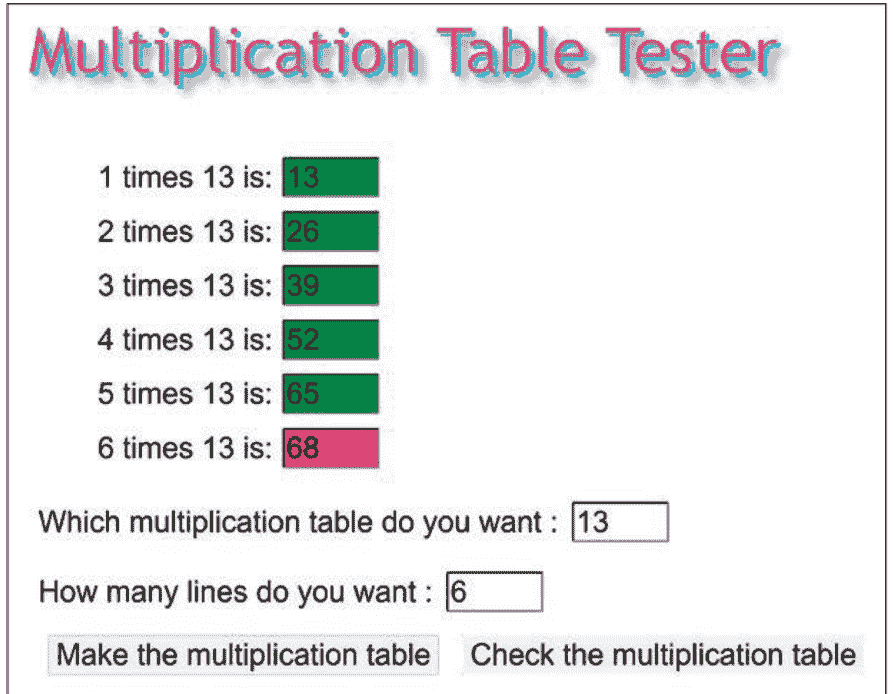 Multiplication Table Tester
1 times 13 is: 13
2 times 13 is: 26
3 times 13 is: 39
4 times 13 is: 52
5 times 13 is: 65
6 times 13 is: 68
Which multiplication table do you want : 13
How many lines do you want : 6
Make the multiplication table Check the multiplication table